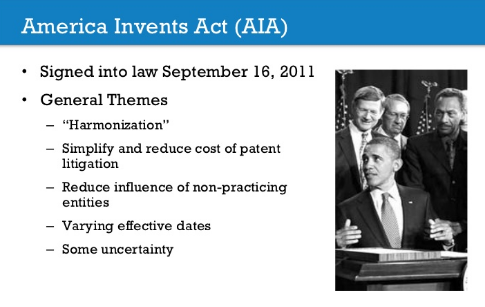 America Invents Act (AIA)
• Signed into law September 16, 2011
• General Themes
– “Harmonization”
– Simplify and reduce cost of patent
litigation
– Reduce influence of non-practicing
entities
– Varying effective dates
– Some uncertainty